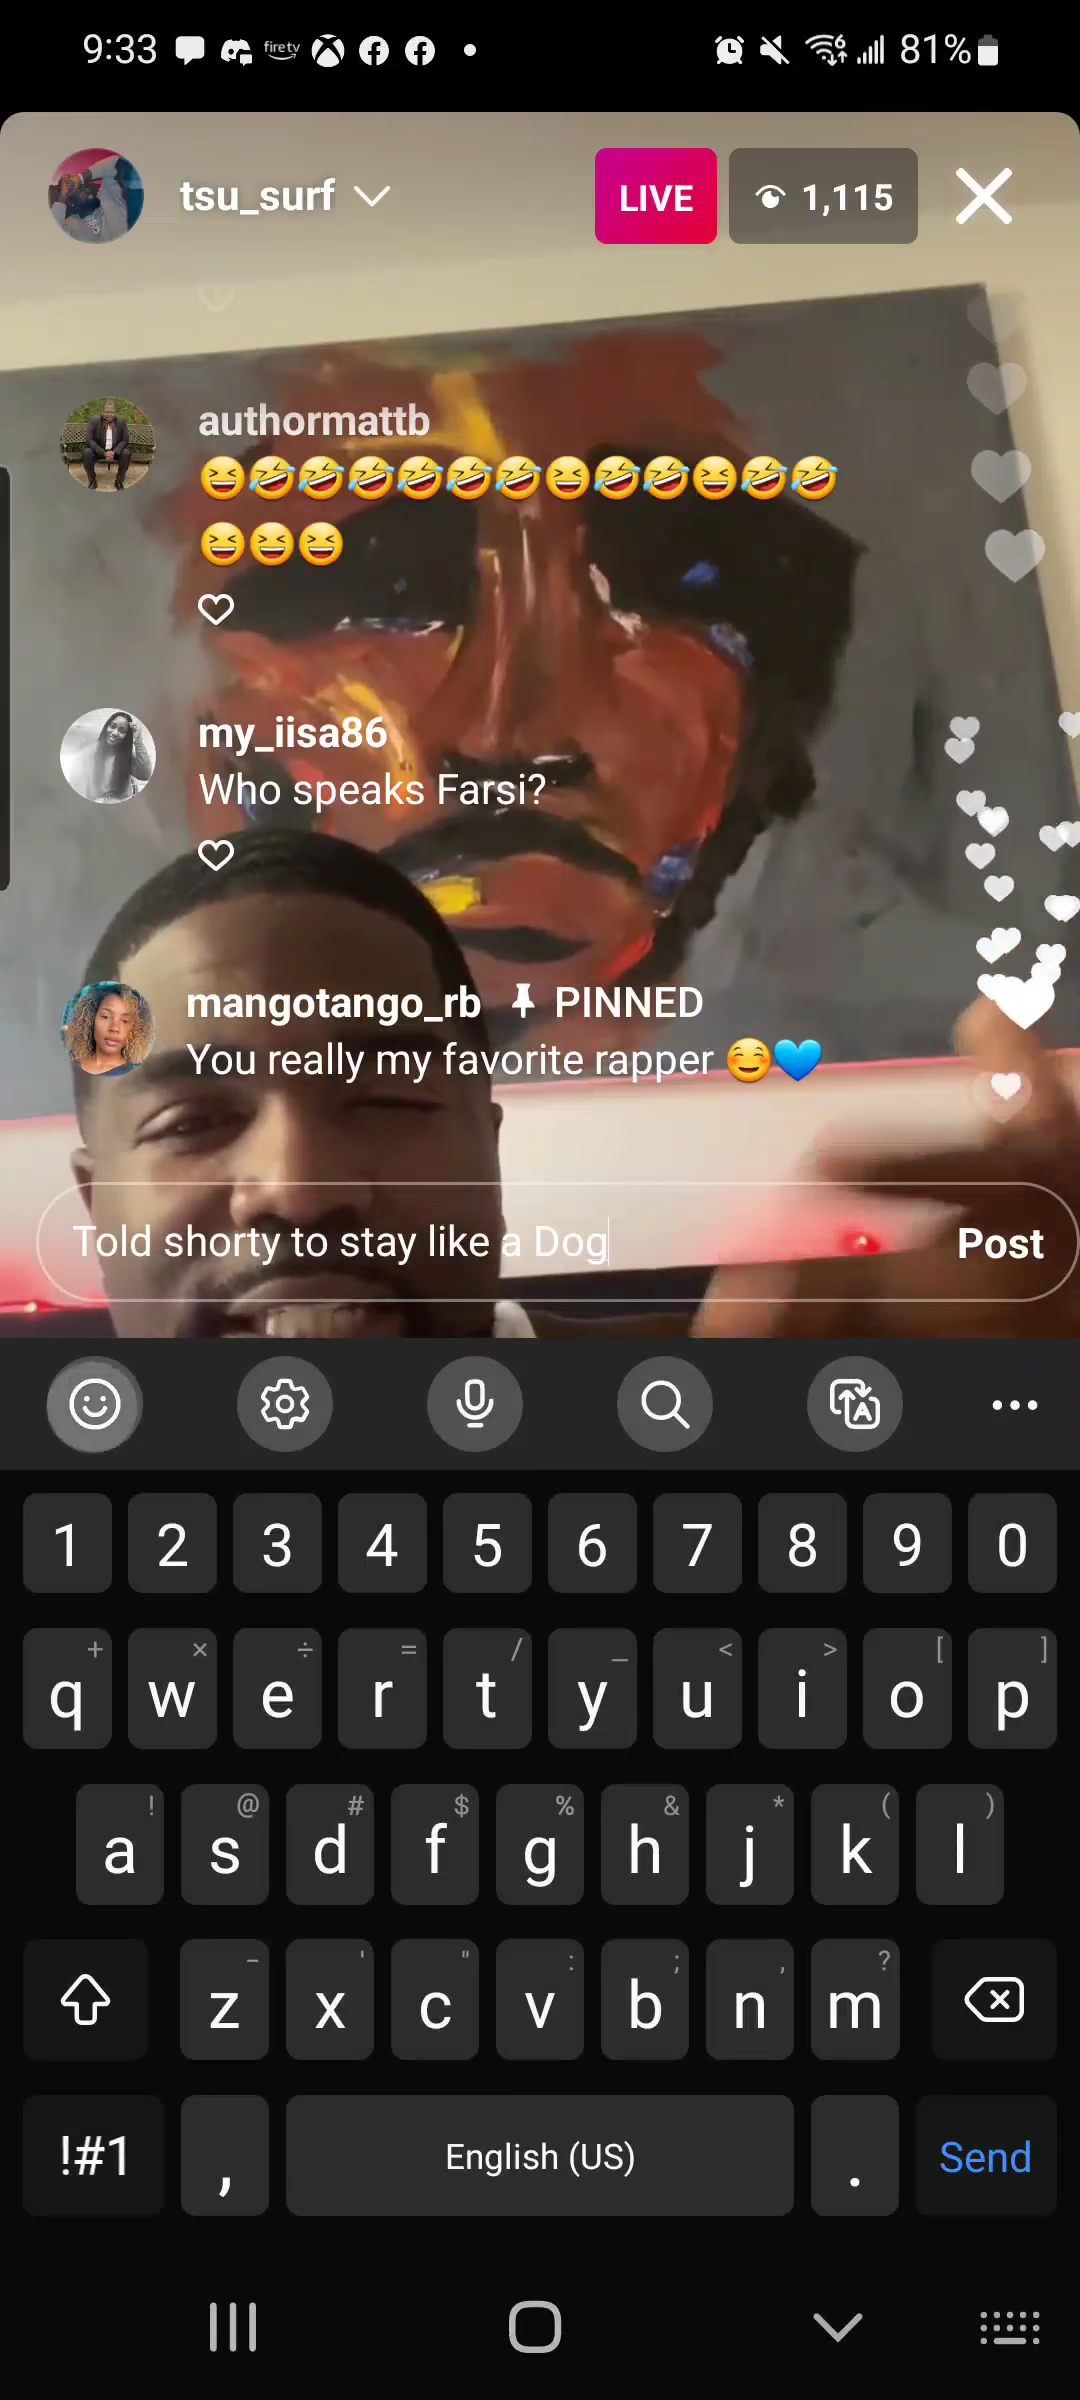 9:33 firetv 81%
tsu_surf LIVE 1,115
authormattb
😆🤣🤣🤣🤣🤣🤣😆🤣🤣😆🤣🤣
😆😆😆
my_iisa86
Who speaks Farsi?
mangotango_rb PINNED
You really my favorite rapper ☺️💙
Told shorty to stay like a Dog Post
1 2 3 4 5 6 7 8 9 0
+ × ÷ = / _ < > [ ]
q w e r t y u i o p
! @ # $ % & * ( )
a s d f g h j k l
- ' " : ; , ?
z x c v b n m
!#1 , English (US) . Send